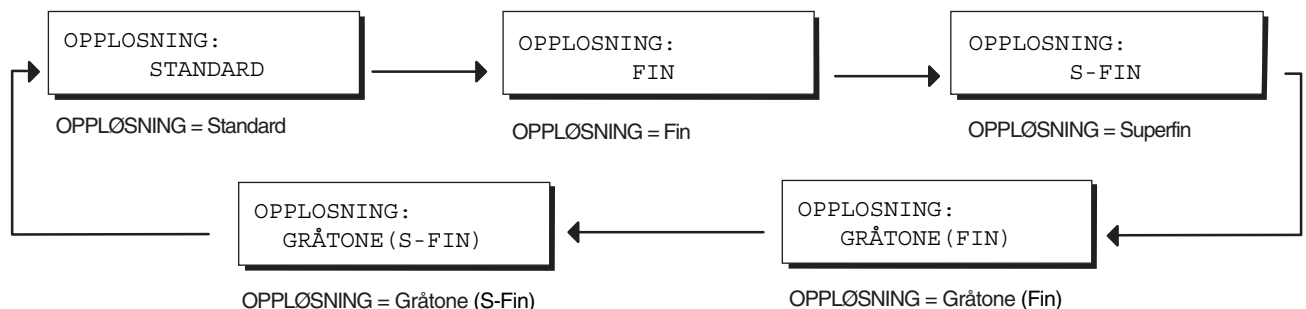 OPPLOSNING:
STANDARD
OPPLØSNING = Standard
OPPLOSNING:
FIN
OPPLØSNING = Fin
OPPLOSNING:
S-FIN
OPPLØSNING = Superfin
OPPLOSNING:
GRÅTONE(S-FIN)
OPPLØSNING = Gråtone (S-Fin)
OPPLOSNING:
GRÅTONE(FIN)
OPPLØSNING = Gråtone (Fin)